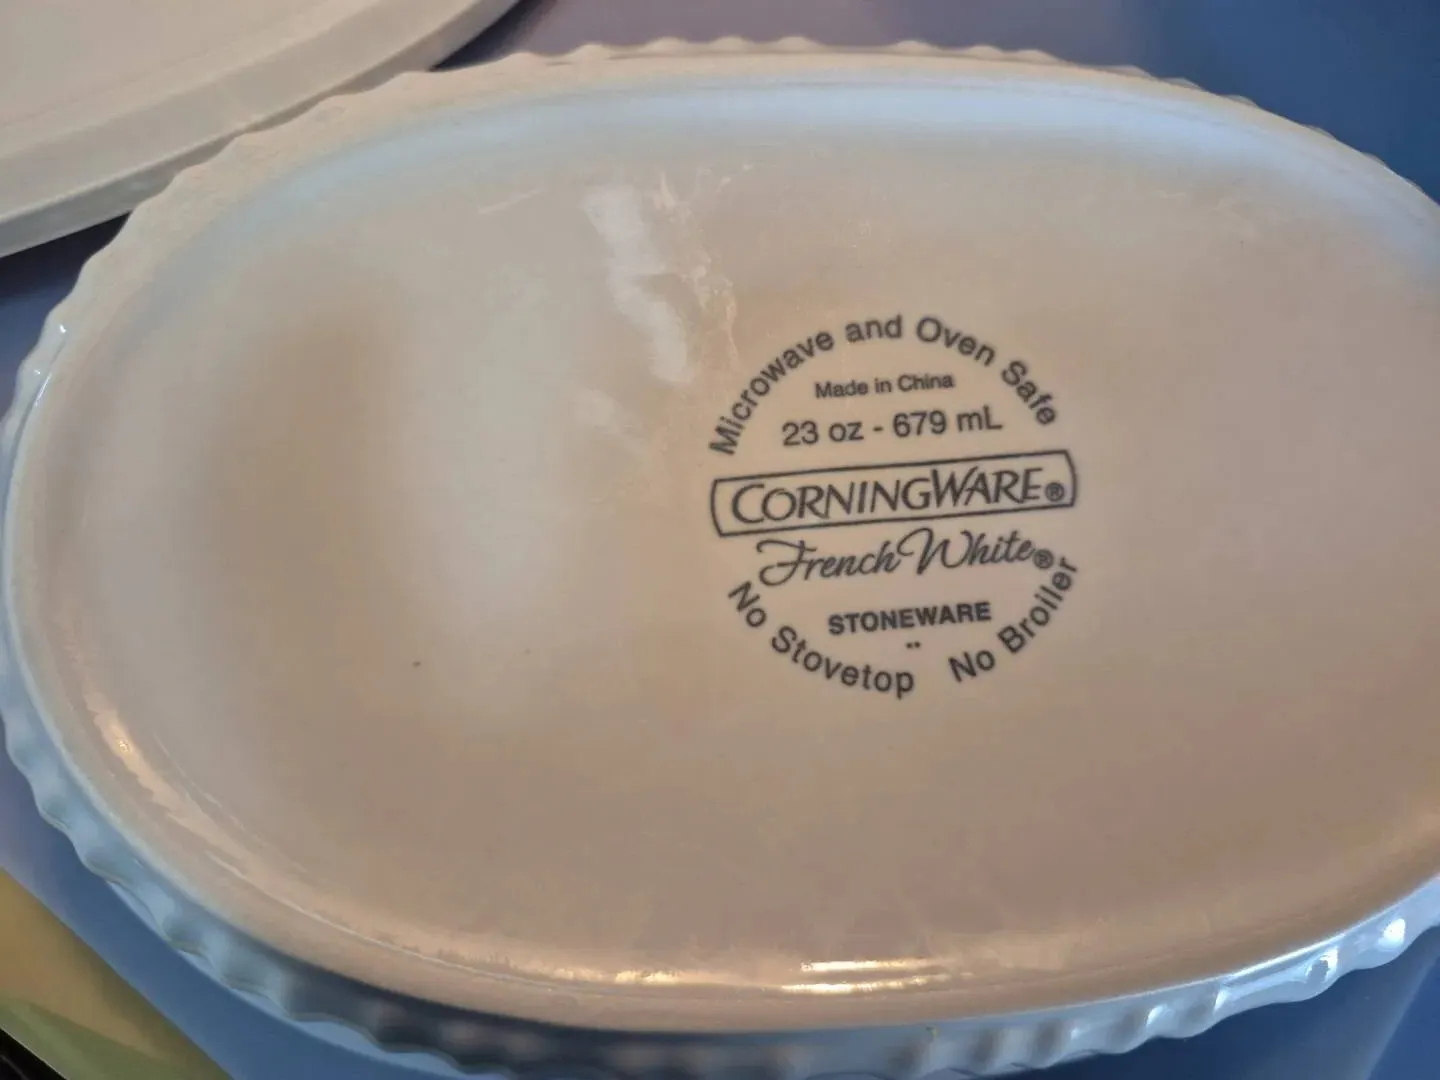 Microwave and Oven Safe
Made in China
23 oz - 679 mL
CORNINGWARE®
French White®
STONEWARE
No Stovetop No Broiler